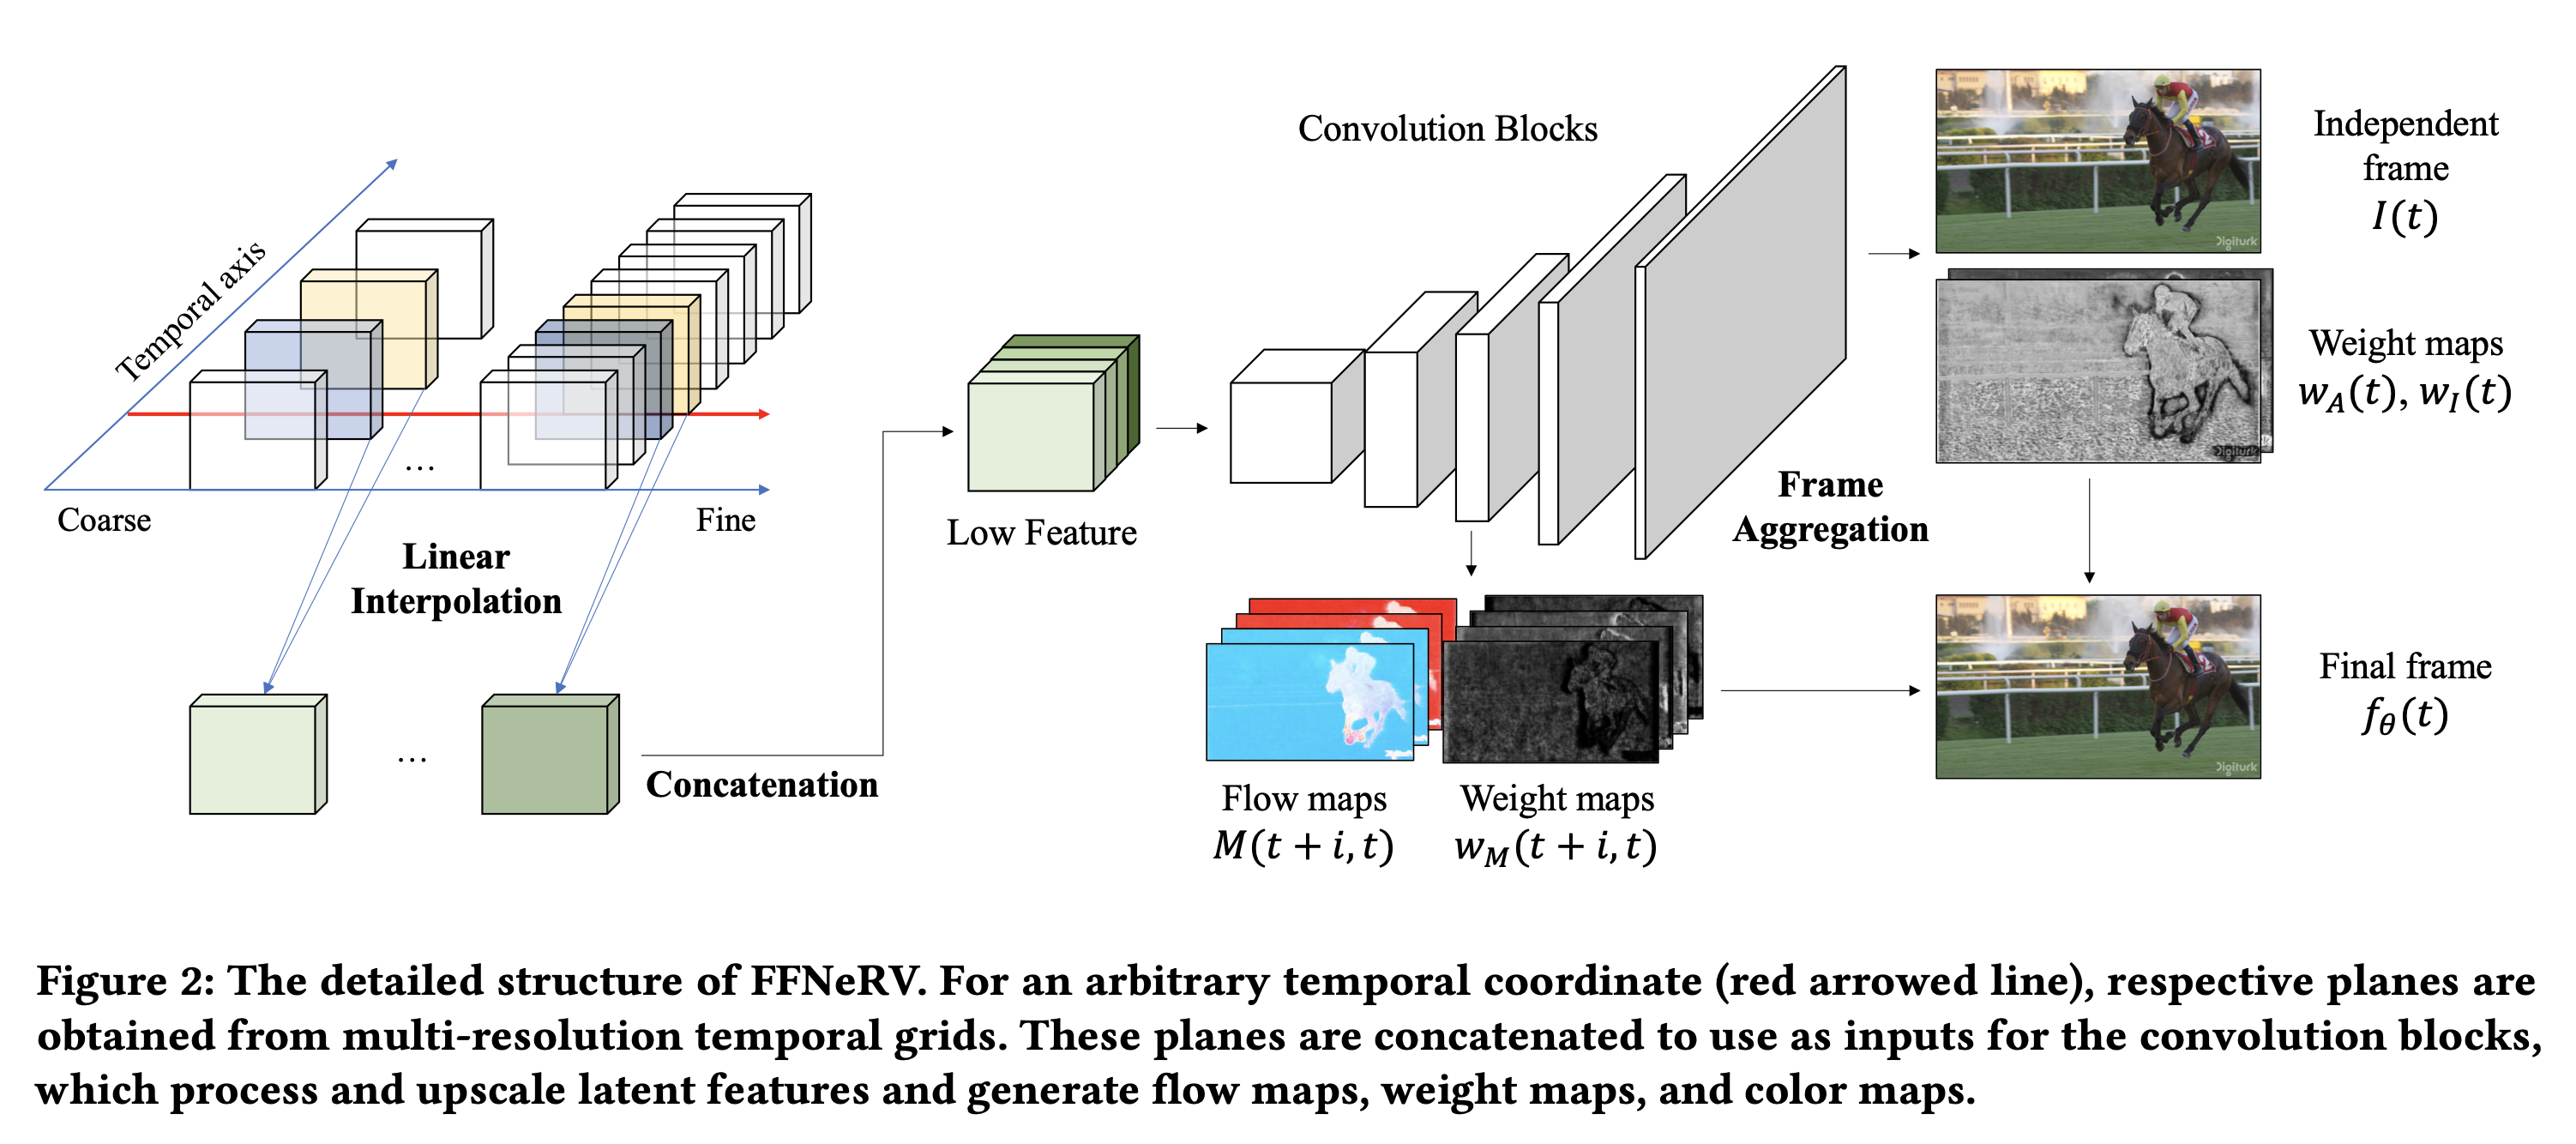 Temporal axis
Coarse
Fine
...
Linear
Interpolation
...
Concatenation
Low Feature
Convolution Blocks
Frame
Aggregation
Flow maps
M(t + i, t)
Weight maps
w_M(t + i, t)
Independent
frame
I(t)
Digiturk
Weight maps
w_A(t), w_I(t)
Digiturk
Final frame
f_θ(t)
Digiturk
Figure 2: The detailed structure of FFNeRV. For an arbitrary temporal coordinate (red arrowed line), respective planes are
obtained from multi-resolution temporal grids. These planes are concatenated to use as inputs for the convolution blocks,
which process and upscale latent features and generate flow maps, weight maps, and color maps.